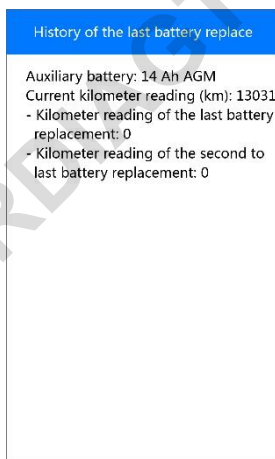 History of the last battery replace
Auxiliary battery: 14 Ah AGM
Current kilometer reading (km): 13031
- Kilometer reading of the last battery
replacement: 0
- Kilometer reading of the second to
last battery replacement: 0